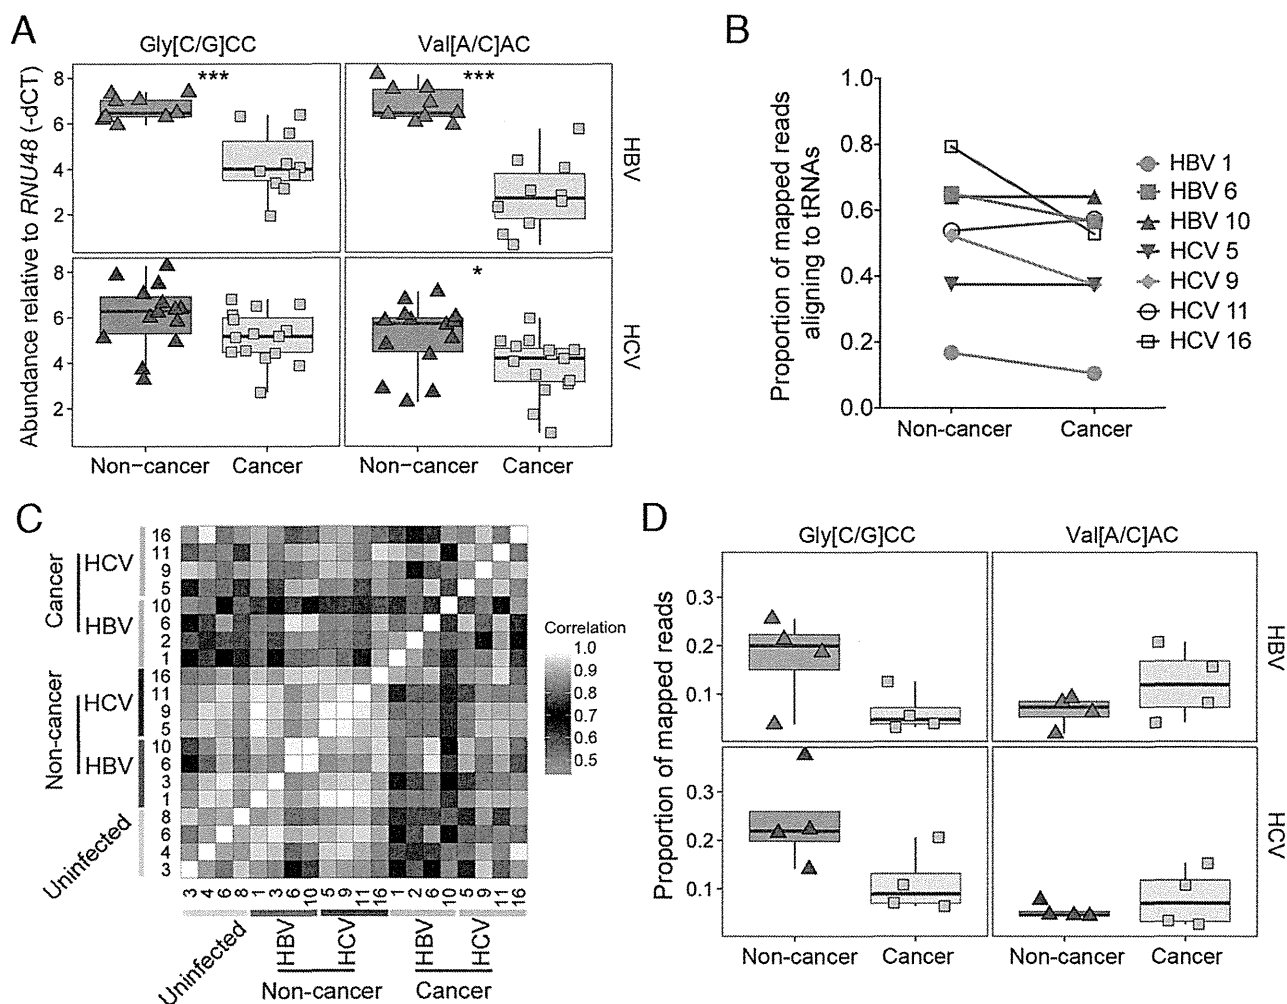 A
Gly[C/G]CC
Val[A/C]AC
Abundance relative to RNU48 (-dCT)
8
6
4
2
***
***
HBV
8
6
4
2
*
HCV
Non−cancer
Cancer
Non−cancer
Cancer
B
Proportion of mapped reads
aligning to tRNAs
1.0
0.8
0.6
0.4
0.2
0.0
Non-cancer
Cancer
HBV 1
HBV 6
HBV 10
HCV 5
HCV 9
HCV 11
HCV 16
C
Cancer
HCV
HBV
Non-cancer
HCV
HBV
Uninfected
16
11
9
5
10
6
2
1
16
11
9
5
10
6
3
1
8
6
4
3
3 4 6 8 1 3 6 10 5 9 11 16 1 2 6 10 5 9 11 16
Uninfected
HBV
HCV
HBV
HCV
Non-cancer
Cancer
Correlation
1.0
0.9
0.8
0.7
0.6
0.5
D
Gly[C/G]CC
Val[A/C]AC
Proportion of mapped reads
0.3
0.2
0.1
HBV
0.3
0.2
0.1
HCV
Non-cancer
Cancer
Non-cancer
Cancer